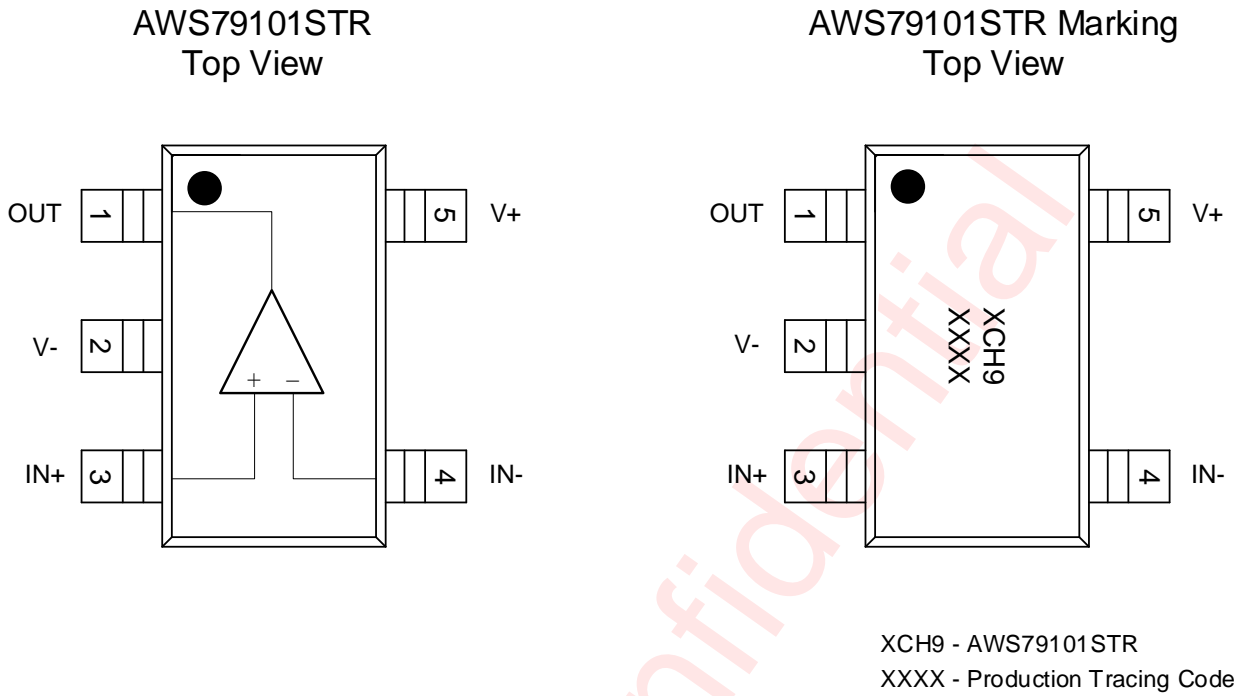 AWS79101STR
Top View
OUT 1
5 V+
V- 2
IN+ 3
4 IN-
+ −
AWS79101STR Marking
Top View
OUT 1
5 V+
V- 2
IN+ 3
4 IN-
XCH9
XXXX
XCH9 - AWS79101STR
XXXX - Production Tracing Code